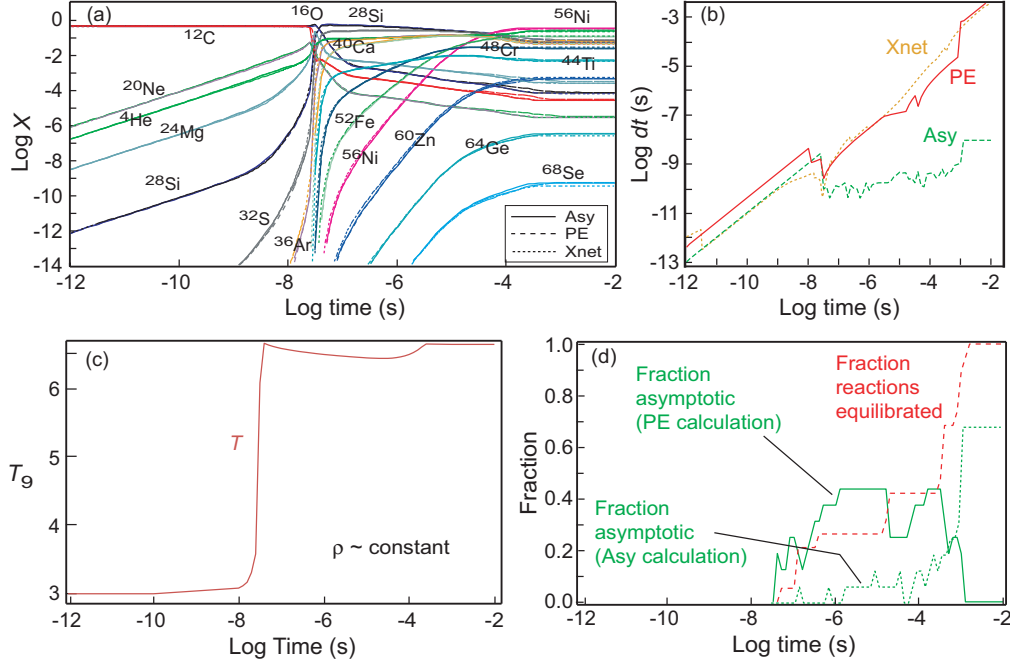 (a)
16O
28Si
56Ni
12C
40Ca
48Cr
44Ti
20Ne
4He
24Mg
52Fe
60Zn
64Ge
56Ni
28Si
68Se
32S
36Ar
Asy
PE
Xnet
Log X
0
-2
-4
-6
-8
-10
-12
-14
-12 -10 -8 -6 -4 -2
Log time (s)
(b)
Xnet
PE
Asy
Log dt (s)
-3
-5
-7
-9
-11
-13
-12 -10 -8 -6 -4 -2
Log time (s)
(c)
T
ρ ~ constant
T9
6
5
4
3
-12 -10 -8 -6 -4 -2
Log Time (s)
(d)
Fraction
asymptotic
(PE calculation)
Fraction
reactions
equilibrated
Fraction
asymptotic
(Asy calculation)
Fraction
1.0
0.8
0.6
0.4
0.2
0.0
-12 -10 -8 -6 -4 -2
Log time (s)